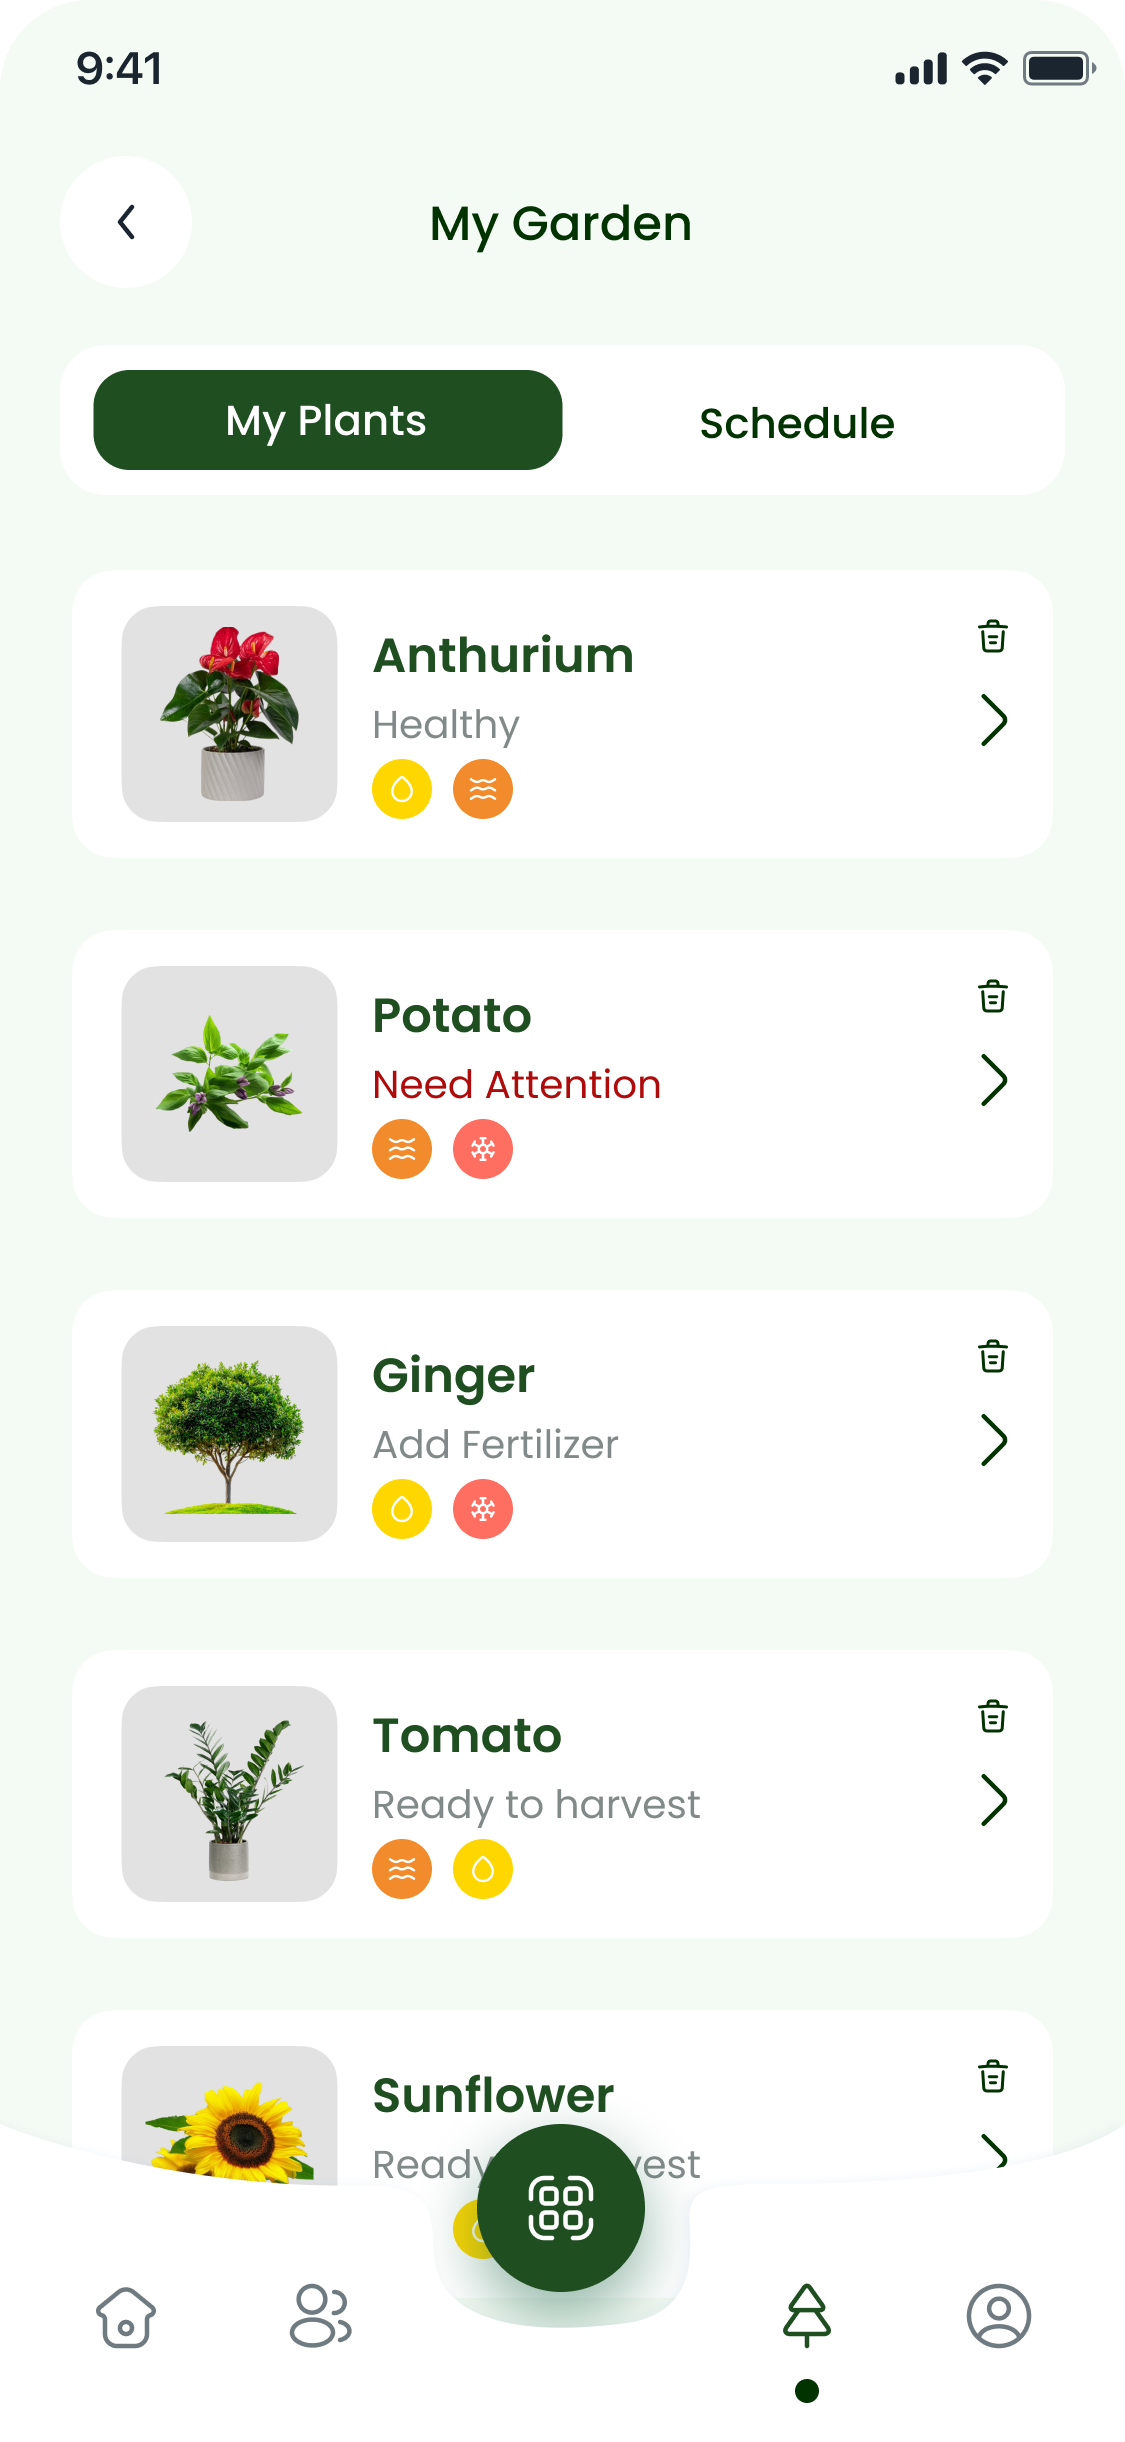 9:41
My Garden
My Plants
Schedule
Anthurium
Healthy
Potato
Need Attention
Ginger
Add Fertilizer
Tomato
Ready to harvest
Sunflower
Ready
vest